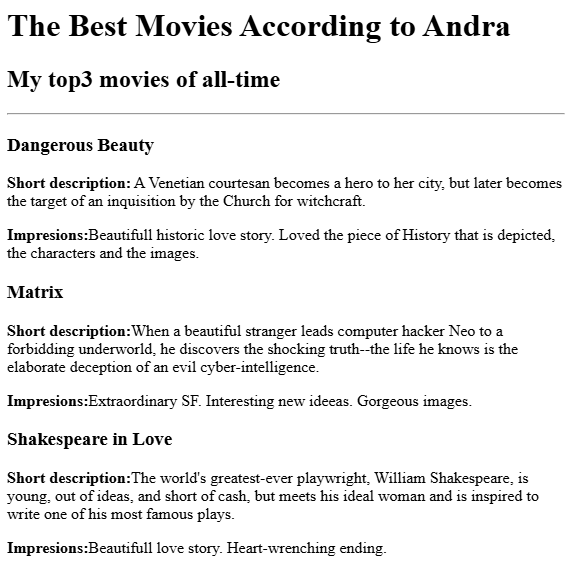 The Best Movies According to Andra
My top3 movies of all-time
Dangerous Beauty
Short description: A Venetian courtesan becomes a hero to her city, but later becomes
the target of an inquisition by the Church for witchcraft.
Impresions:Beautifull historic love story. Loved the piece of History that is depicted,
the characters and the images.
Matrix
Short description:When a beautiful stranger leads computer hacker Neo to a
forbidding underworld, he discovers the shocking truth--the life he knows is the
elaborate deception of an evil cyber-intelligence.
Impresions:Extraordinary SF. Interesting new ideeas. Gorgeous images.
Shakespeare in Love
Short description:The world's greatest-ever playwright, William Shakespeare, is
young, out of ideas, and short of cash, but meets his ideal woman and is inspired to
write one of his most famous plays.
Impresions:Beautifull love story. Heart-wrenching ending.